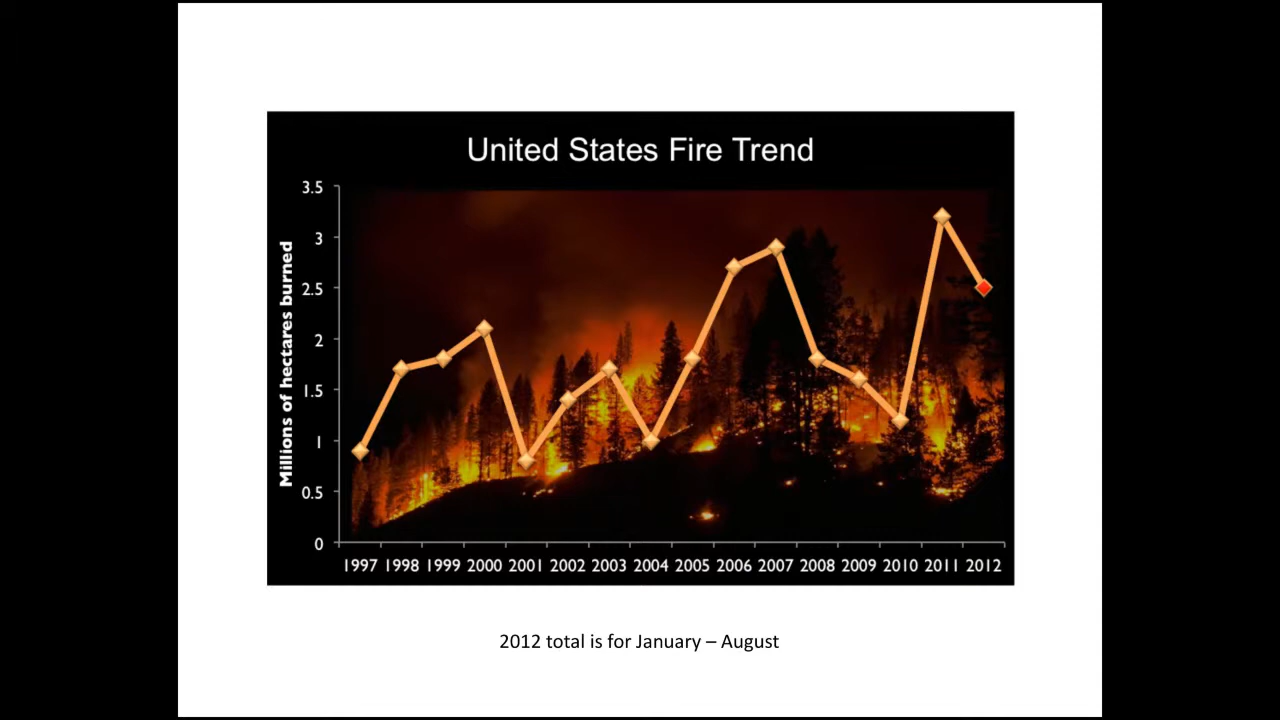 United States Fire Trend
Millions of hectares burned
3.5
3
2.5
2
1.5
1
0.5
0
1997 1998 1999 2000 2001 2002 2003 2004 2005 2006 2007 2008 2009 2010 2011 2012
2012 total is for January – August